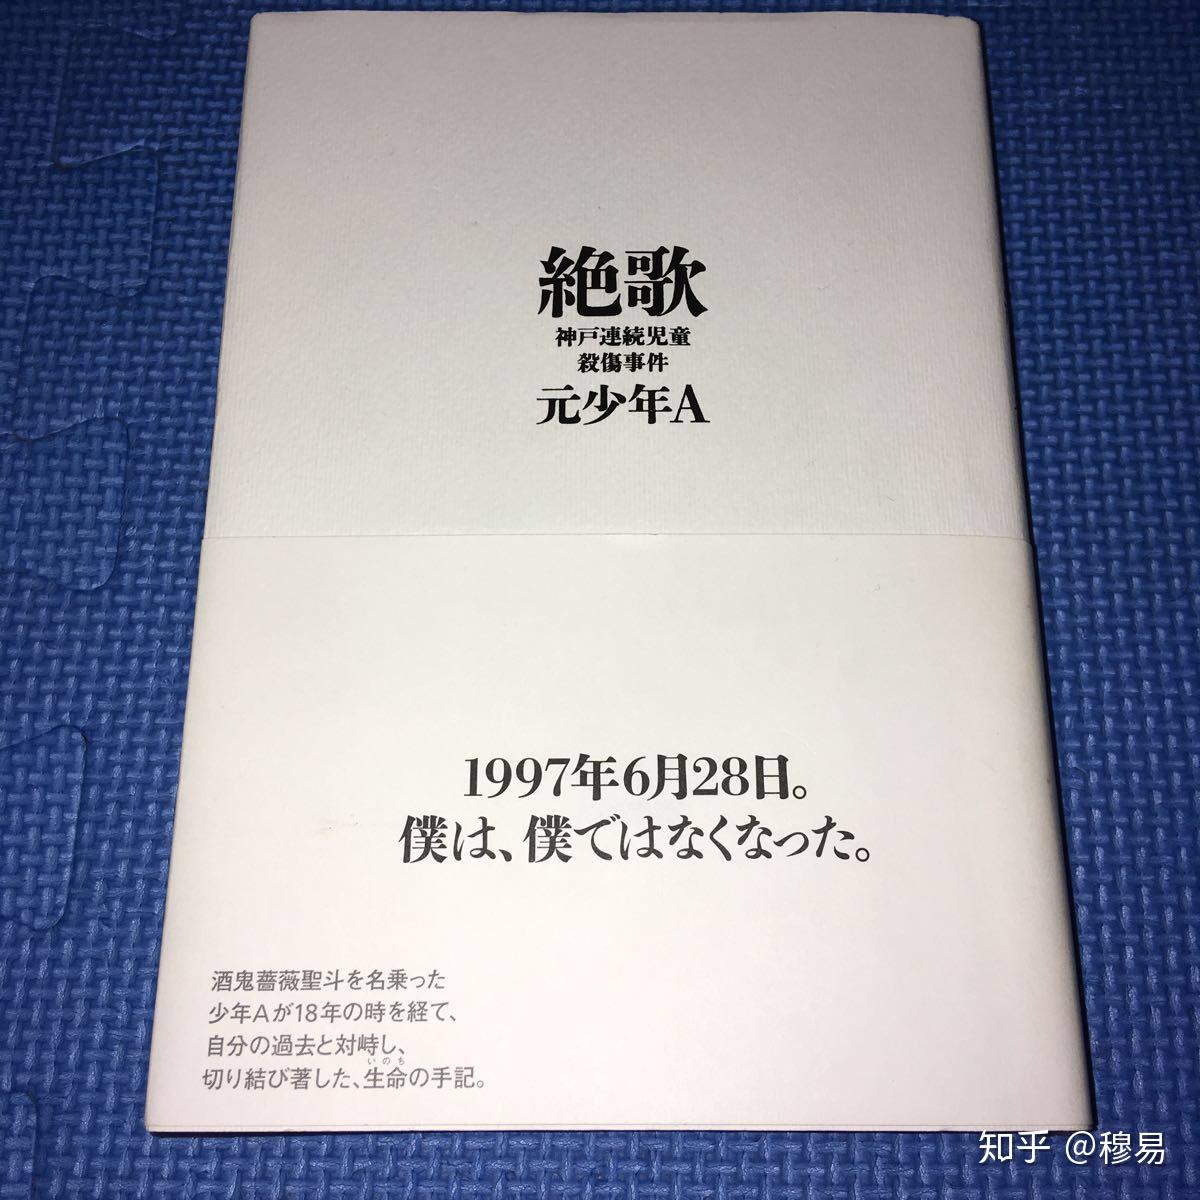 絶歌
神戸連続児童
殺傷事件
元少年A
1997年6月28日。
僕は、僕ではなくなった。
酒鬼薔薇聖斗を名乗った
少年Aが18年の時を経て、
自分の過去と対峙し、
いのち
切り結び著した、生命の手記。
知乎 @穆易